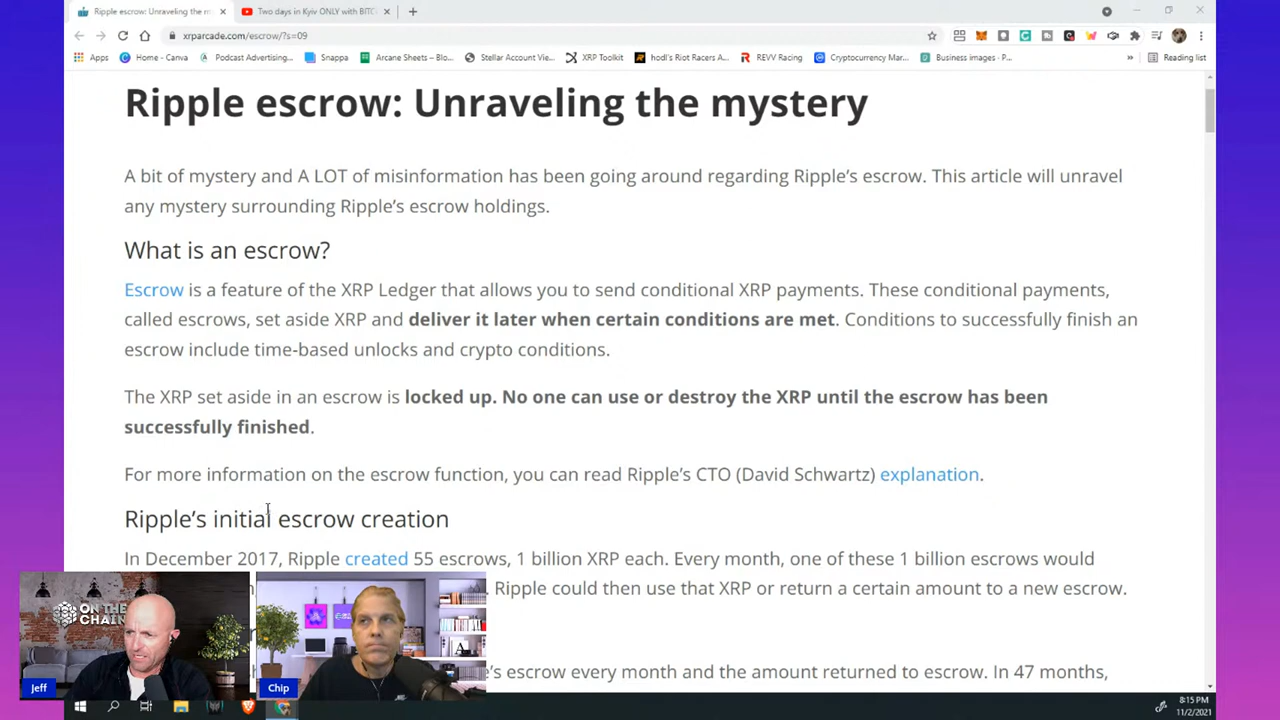 Ripple escrow: Unraveling the m
Two days in Kyiv ONLY with BITC
xrparcade.com/escrow/?s=09
Apps
Home - Canva
Podcast Advertising...
Snappa
Arcane Sheets – Blo...
Stellar Account Vie...
XRP Toolkit
hodl's Riot Racers A...
REVV Racing
Cryptocurrency Mar...
Business images · P...
Reading list
Ripple escrow: Unraveling the mystery
A bit of mystery and A LOT of misinformation has been going around regarding Ripple's escrow. This article will unravel
any mystery surrounding Ripple's escrow holdings.
What is an escrow?
Escrow is a feature of the XRP Ledger that allows you to send conditional XRP payments. These conditional payments,
called escrows, set aside XRP and deliver it later when certain conditions are met. Conditions to successfully finish an
escrow include time-based unlocks and crypto conditions.
The XRP set aside in an escrow is locked up. No one can use or destroy the XRP until the escrow has been
successfully finished.
For more information on the escrow function, you can read Ripple's CTO (David Schwartz) explanation.
Ripple's initial escrow creation
In December 2017, Ripple created 55 escrows, 1 billion XRP each. Every month, one of these 1 billion escrows would
Ripple could then use that XRP or return a certain amount to a new escrow.
's escrow every month and the amount returned to escrow. In 47 months,
ON THE
CHAIN
Jeff
Chip
8:15 PM
11/2/2021